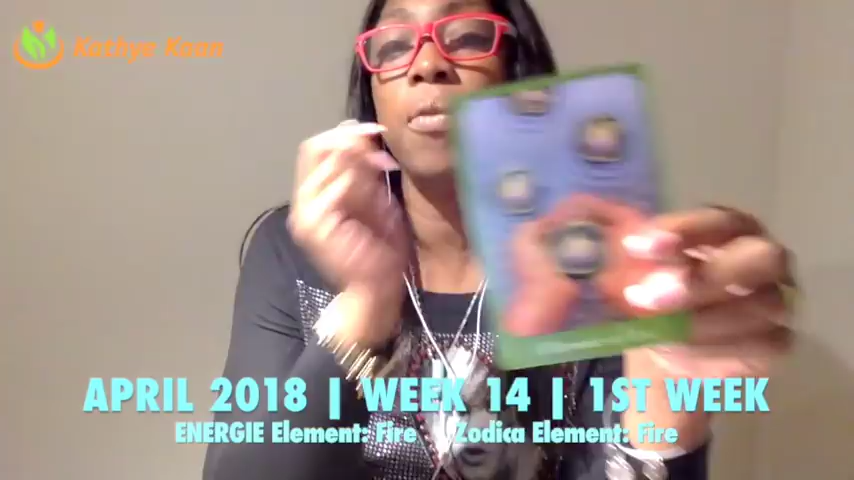 Kathye Kaan
APRIL 2018 | WEEK 14 | 1ST WEEK
ENERGIE Element: Fire Zodica Element: Fire